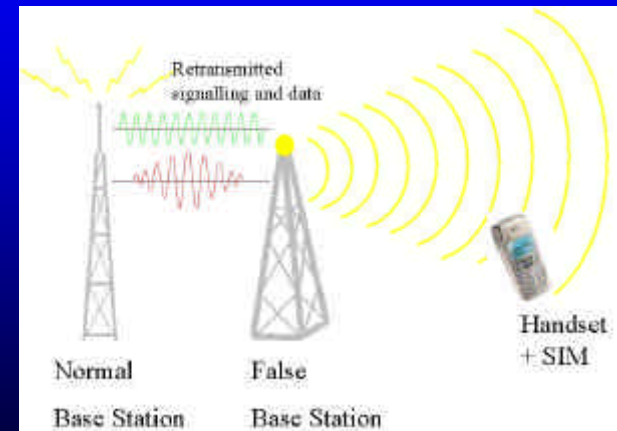 Retransmitted
signalling and data
Handset
+ SIM
Normal
Base Station
False
Base Station